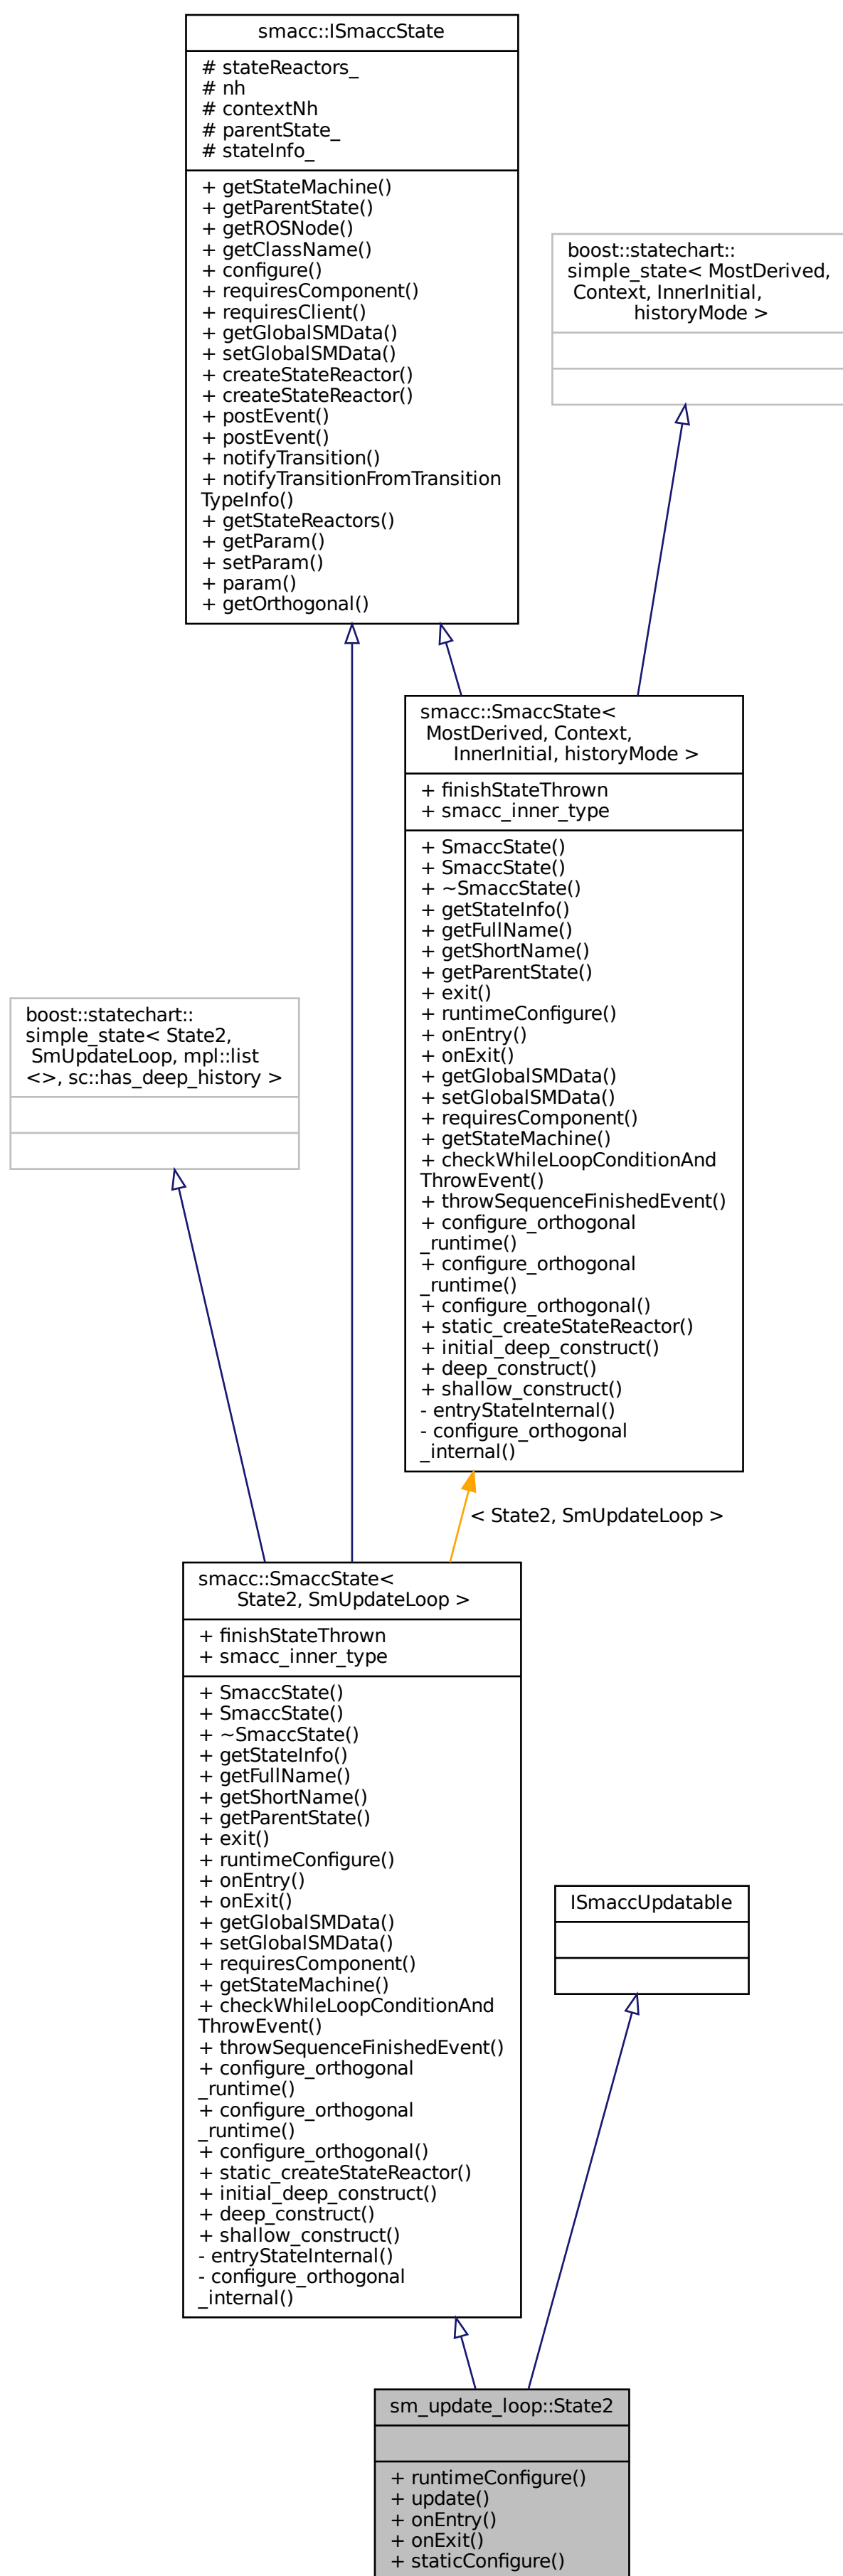 smacc::ISmaccState
# stateReactors_
# nh
# contextNh
# parentState_
# stateInfo_
+ getStateMachine()
+ getParentState()
+ getROSNode()
+ getClassName()
+ configure()
+ requiresComponent()
+ requiresClient()
+ getGlobalSMData()
+ setGlobalSMData()
+ createStateReactor()
+ createStateReactor()
+ postEvent()
+ postEvent()
+ notifyTransition()
+ notifyTransitionFromTransition
TypeInfo()
+ getStateReactors()
+ getParam()
+ setParam()
+ param()
+ getOrthogonal()
boost::statechart::
simple_state< MostDerived,
Context, InnerInitial,
historyMode >
smacc::SmaccState<
MostDerived, Context,
InnerInitial, historyMode >
+ finishStateThrown
+ smacc_inner_type
+ SmaccState()
+ SmaccState()
+ ~SmaccState()
+ getStateInfo()
+ getFullName()
+ getShortName()
+ getParentState()
+ exit()
+ runtimeConfigure()
+ onEntry()
+ onExit()
+ getGlobalSMData()
+ setGlobalSMData()
+ requiresComponent()
+ getStateMachine()
+ checkWhileLoopConditionAnd
ThrowEvent()
+ throwSequenceFinishedEvent()
+ configure_orthogonal
_runtime()
+ configure_orthogonal
_runtime()
+ configure_orthogonal()
+ static_createStateReactor()
+ initial_deep_construct()
+ deep_construct()
+ shallow_construct()
- entryStateInternal()
- configure_orthogonal
_internal()
boost::statechart::
simple_state< State2,
SmUpdateLoop, mpl::list
<>, sc::has_deep_history >
< State2, SmUpdateLoop >
smacc::SmaccState<
State2, SmUpdateLoop >
+ finishStateThrown
+ smacc_inner_type
+ SmaccState()
+ SmaccState()
+ ~SmaccState()
+ getStateInfo()
+ getFullName()
+ getShortName()
+ getParentState()
+ exit()
+ runtimeConfigure()
+ onEntry()
+ onExit()
+ getGlobalSMData()
+ setGlobalSMData()
+ requiresComponent()
+ getStateMachine()
+ checkWhileLoopConditionAnd
ThrowEvent()
+ throwSequenceFinishedEvent()
+ configure_orthogonal
_runtime()
+ configure_orthogonal
_runtime()
+ configure_orthogonal()
+ static_createStateReactor()
+ initial_deep_construct()
+ deep_construct()
+ shallow_construct()
- entryStateInternal()
- configure_orthogonal
_internal()
ISmaccUpdatable
sm_update_loop::State2
+ runtimeConfigure()
+ update()
+ onEntry()
+ onExit()
+ staticConfigure()